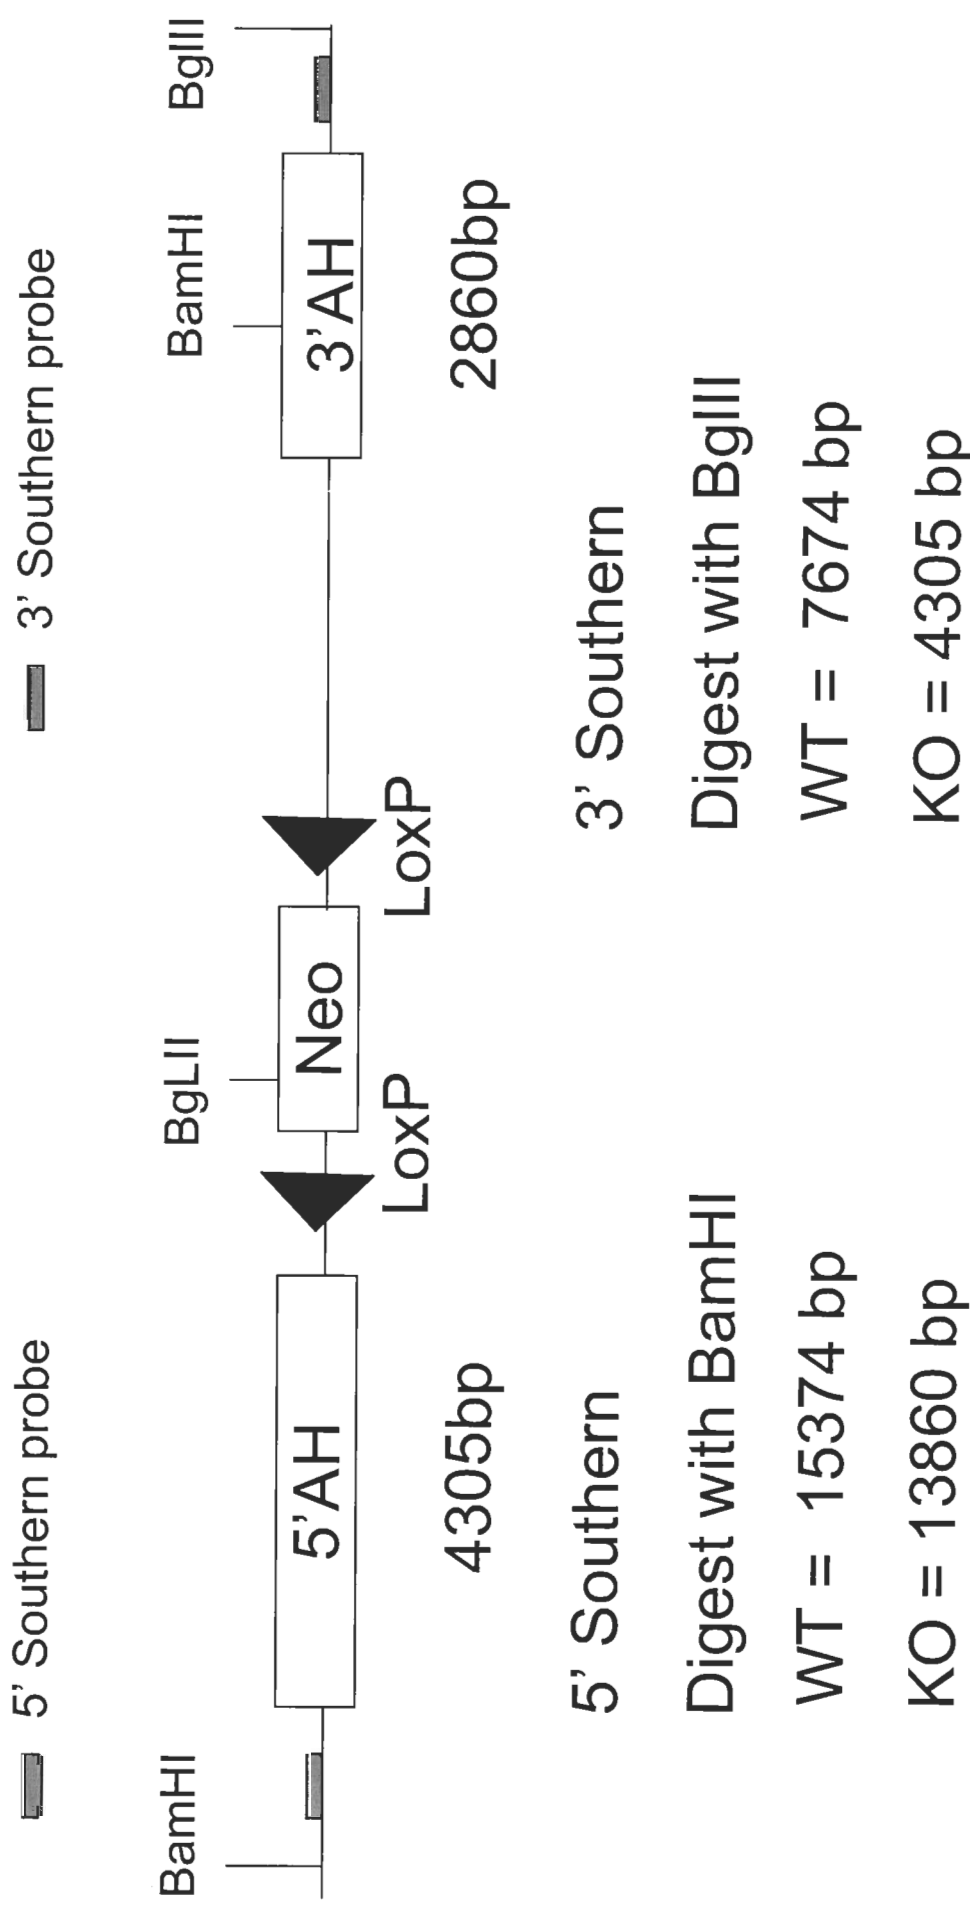 5' Southern probe
3' Southern probe
BamHI
BgLII
BamHI
BglII
5'AH
Neo
3'AH
LoxP
LoxP
4305bp
2860bp
5' Southern
Digest with BamHI
WT = 15374 bp
KO = 13860 bp
3' Southern
Digest with BglII
WT = 7674 bp
KO = 4305 bp